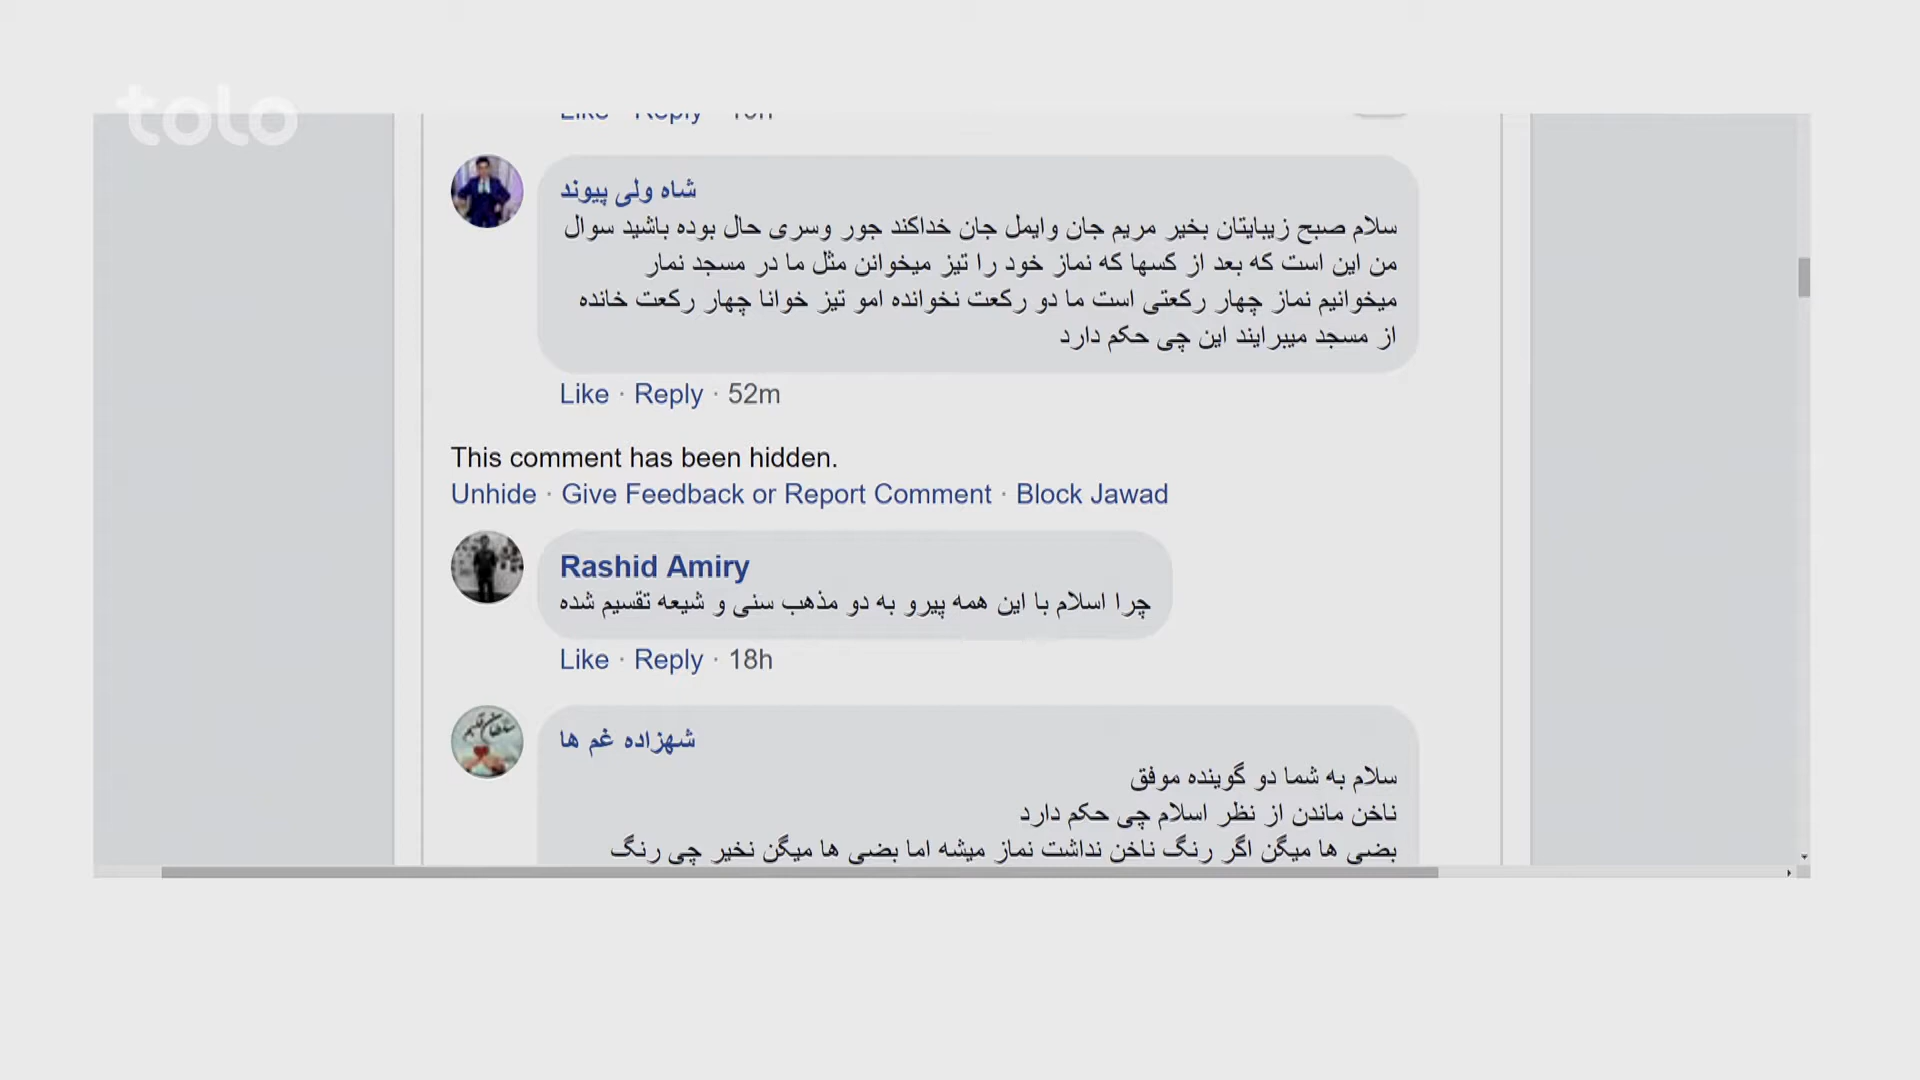 tolo
Like Reply
شاه ولی پیوند
سلام صبح زیبایتان بخیر مریم جان وایمل جان خداکند جور وسری حال بوده باشید سوال
من این است که بعد از کسها که نماز خود را تیز میخوانن مثل ما در مسجد نمار
میخوانیم نماز چهار رکعتی است ما دو رکعت نخوانده امو تیز خوانا چهار رکعت خانده
از مسجد میبرایند این چی حکم دارد
Like · Reply · 52m
This comment has been hidden.
Unhide · Give Feedback or Report Comment · Block Jawad
Rashid Amiry
چرا اسلام با این همه پیرو به دو مذهب سنی و شیعه تقسیم شده
Like · Reply · 18h
شهزاده غم ها
سلام به شما دو گوینده موفق
ناخن ماندن از نظر اسلام چی حکم دارد
بضی ها میگن اگر رنگ ناخن نداشت نماز میشه اما بضی ها میگن نخیر چی رنگ